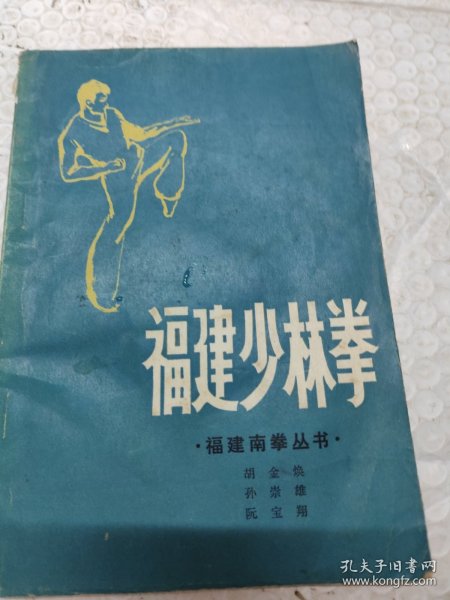 福建少林拳
·福建南拳丛书·
胡金焕
孙崇雄
阮宝翔
孔夫子旧书网
www.kongfz.com